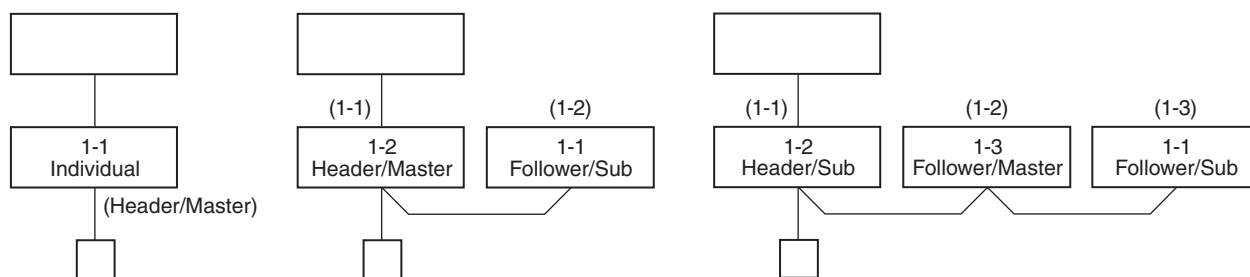 1-1
Individual
(Header/Master)
(1-1)
(1-2)
1-2
Header/Master
1-1
Follower/Sub
(1-1)
(1-2)
(1-3)
1-2
Header/Sub
1-3
Follower/Master
1-1
Follower/Sub